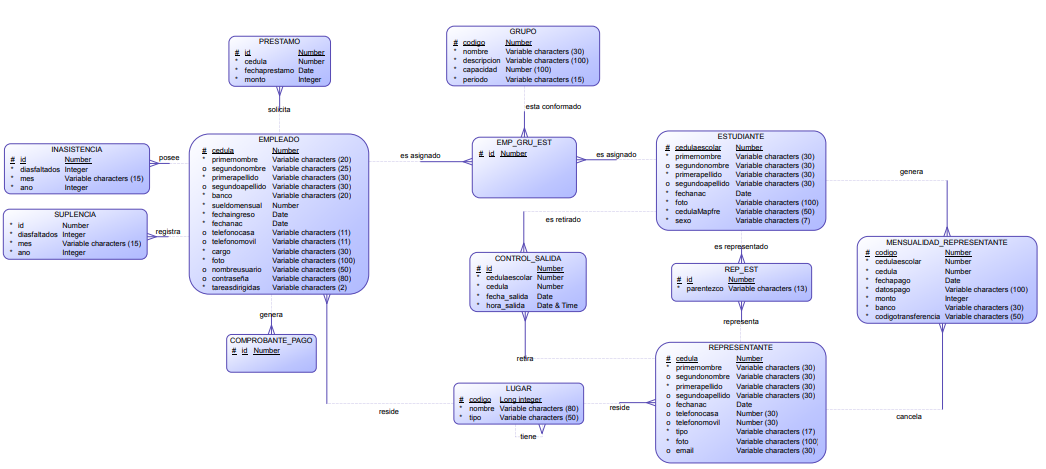 PRESTAMO
# id Number
* cedula Number
* fechaprestamo Date
* monto Integer
solicita
GRUPO
# codigo Number
* nombre Variable characters (30)
* descripcion Variable characters (100)
* capacidad Number (100)
* periodo Variable characters (15)
esta conformado
INASISTENCIA
# id Number
* diasfaltados Integer
* mes Variable characters (15)
* ano Integer
posee
SUPLENCIA
* id Number
* diasfaltados Integer
* mes Variable characters (15)
* ano Integer
registra
EMPLEADO
# cedula Number
* primernombre Variable characters (20)
o segundonombre Variable characters (25)
* primerapellido Variable characters (30)
o segundoapellido Variable characters (30)
* banco Variable characters (20)
* sueldomensual Number
* fechaingreso Date
* fechanac Date
o telefonocasa Variable characters (11)
o telefonomovil Variable characters (11)
* cargo Variable characters (30)
* foto Variable characters (100)
o nombreusuario Variable characters (50)
o contraseña Variable characters (80)
* tareasdirigidas Variable characters (2)
es asignado
EMP_GRU_EST
# id Number
es asignado
ESTUDIANTE
# cedulaescolar Number
* primernombre Variable characters (30)
o segundonombre Variable characters (30)
* primerapellido Variable characters (30)
o segundoapellido Variable characters (30)
* fechanac Date
* foto Variable characters (100)
* cedulaMapfre Variable characters (50)
* sexo Variable characters (7)
genera
es retirado
es representado
CONTROL_SALIDA
# id Number
* cedulaescolar Number
* cedula Number
* fecha_salida Date
* hora_salida Date & Time
retira
REP_EST
# id Number
* parentezco Variable characters (13)
representa
MENSUALIDAD_REPRESENTANTE
# codigo Number
* cedulaescolar Number
* cedula Number
* fechapago Date
* datospago Variable characters (100)
* monto Integer
* banco Variable characters (30)
* codigotransferencia Variable characters (50)
cancela
genera
COMPROBANTE_PAGO
# id Number
reside
LUGAR
# codigo Long integer
* nombre Variable characters (80)
* tipo Variable characters (50)
tiene
reside
REPRESENTANTE
# cedula Number
* primernombre Variable characters (30)
o segundonombre Variable characters (30)
* primerapellido Variable characters (30)
o segundoapellido Variable characters (30)
o fechanac Date
o telefonocasa Number (30)
o telefonomovil Number (30)
* tipo Variable characters (17)
* foto Variable characters (100)
o email Variable characters (30)